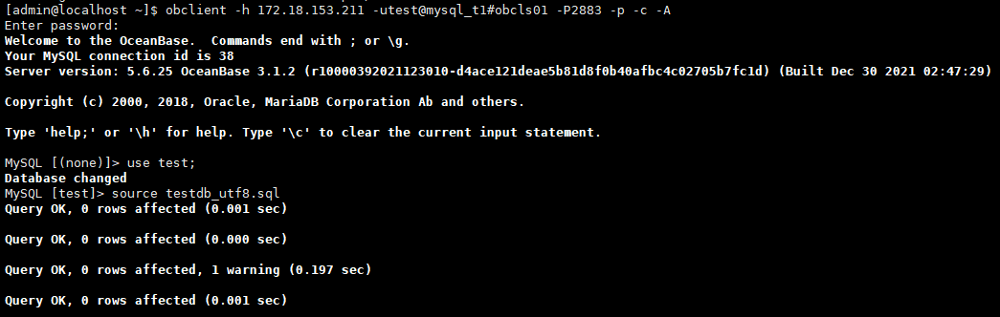 [admin@localhost ~]$ obclient -h 172.18.153.211 -utest@mysql_t1#obcls01 -P2883 -p -c -A
Enter password:
Welcome to the OceanBase.  Commands end with ; or \g.
Your MySQL connection id is 38
Server version: 5.6.25 OceanBase 3.1.2 (r10000392021123010-d4ace121deae5b81d8f0b40afbc4c02705b7fc1d) (Built Dec 30 2021 02:47:29)
Copyright (c) 2000, 2018, Oracle, MariaDB Corporation Ab and others.
Type 'help;' or '\h' for help. Type '\c' to clear the current input statement.
MySQL [(none)]> use test;
Database changed
MySQL [test]> source testdb_utf8.sql
Query OK, 0 rows affected (0.001 sec)
Query OK, 0 rows affected (0.000 sec)
Query OK, 0 rows affected, 1 warning (0.197 sec)
Query OK, 0 rows affected (0.001 sec)